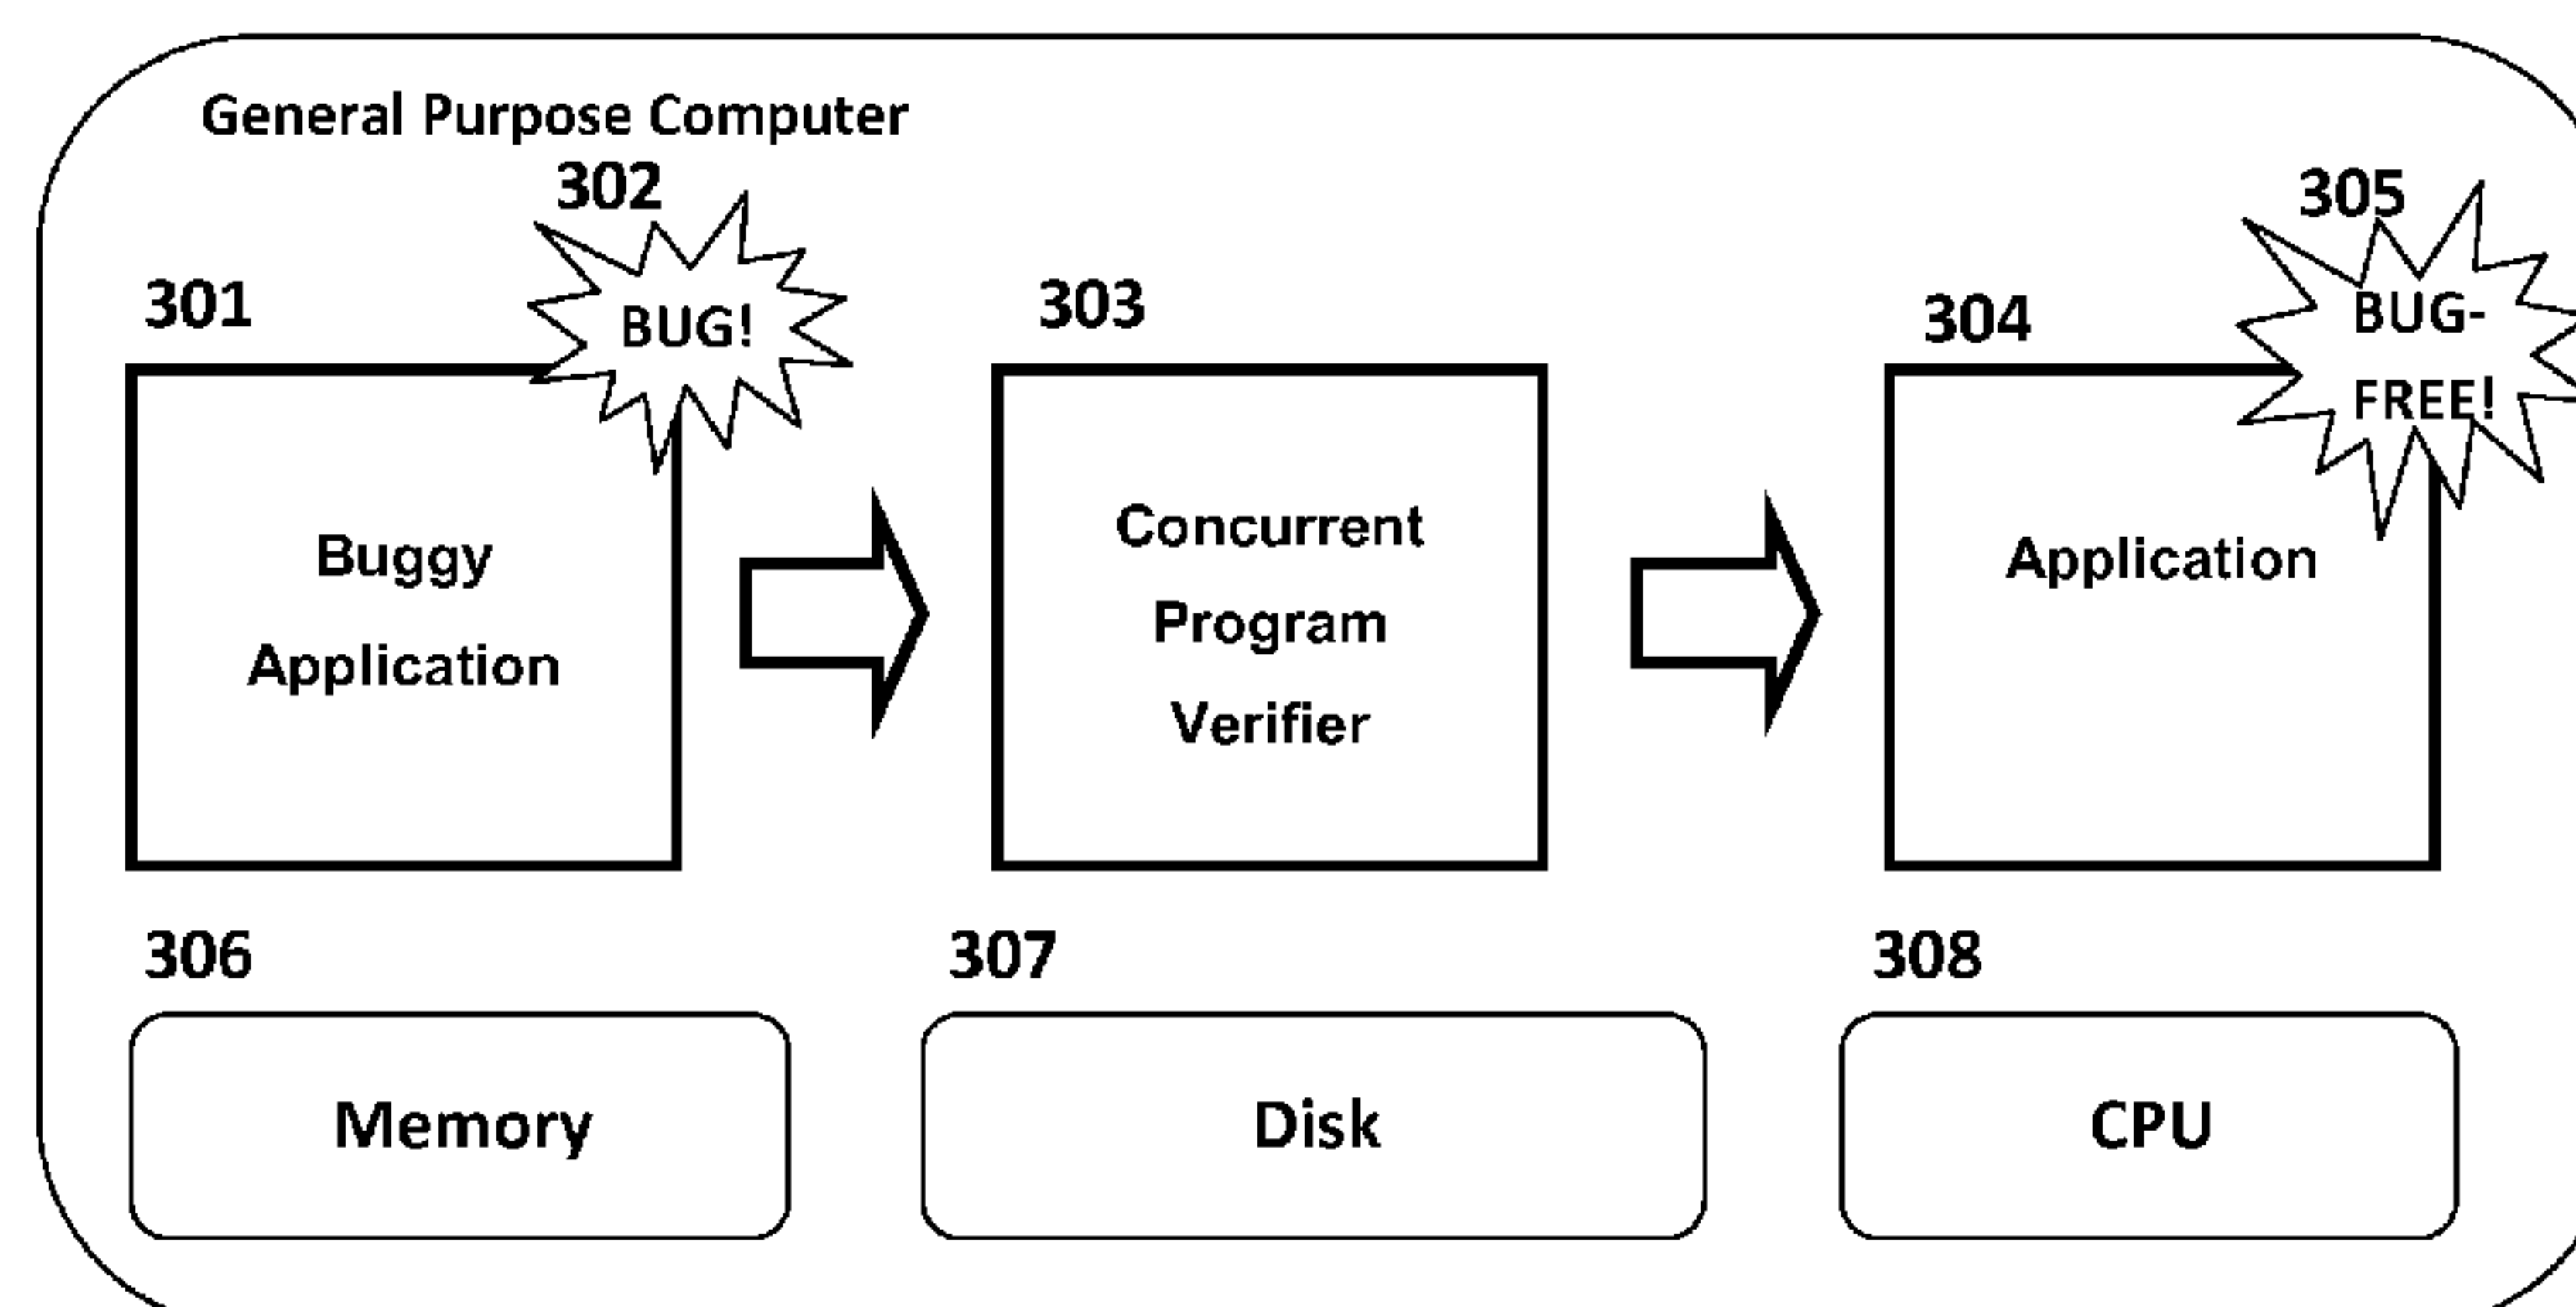 General Purpose Computer
302
305
301
BUG!
303
304
BUG-
FREE!
Buggy
Application
Concurrent
Program
Verifier
Application
306
307
308
Memory
Disk
CPU